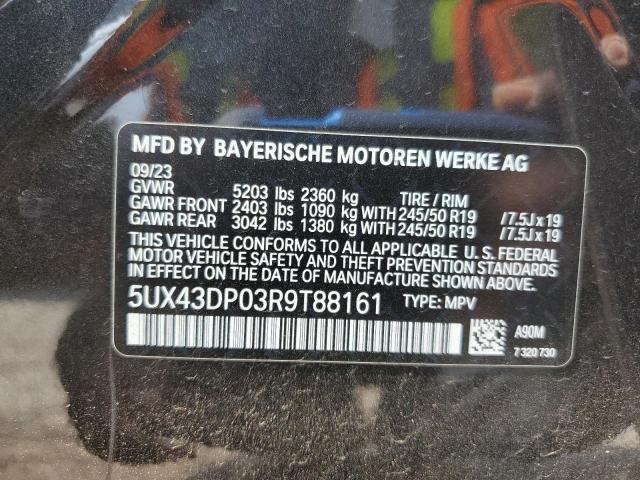 MFD BY BAYERISCHE MOTOREN WERKE AG
09/23
GVWR 5203 lbs 2360 kg TIRE / RIM
GAWR FRONT 2403 lbs 1090 kg WITH 245/50 R19 / 7.5J x 19
GAWR REAR 3042 lbs 1380 kg WITH 245/50 R19 / 7.5J x 19
THIS VEHICLE CONFORMS TO ALL APPLICABLE U. S. FEDERAL
MOTOR VEHICLE SAFETY AND THEFT PREVENTION STANDARDS
IN EFFECT ON THE DATE OF MANUFACTURE SHOWN ABOVE.
5UX43DP03R9T88161 TYPE: MPV
A90M
7 320 730